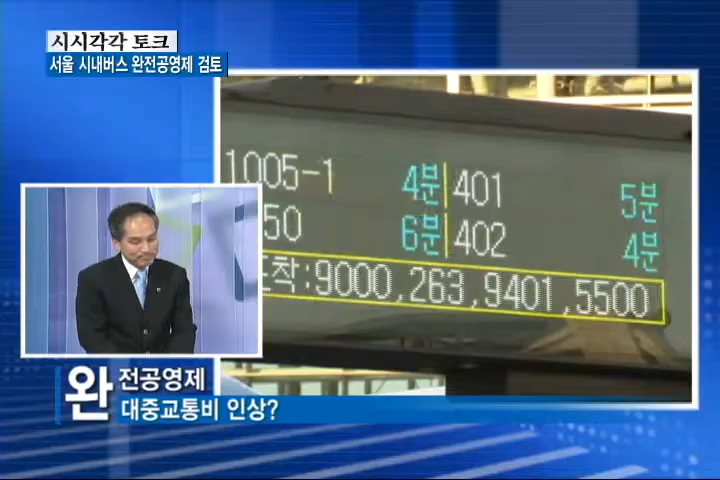 시시각각 토크
서울 시내버스 완전공영제 검토
1005-1 4분 401 5분
50 6분 402 4분
착:9000,263,9401,5500
완전공영제
대중교통비 인상?